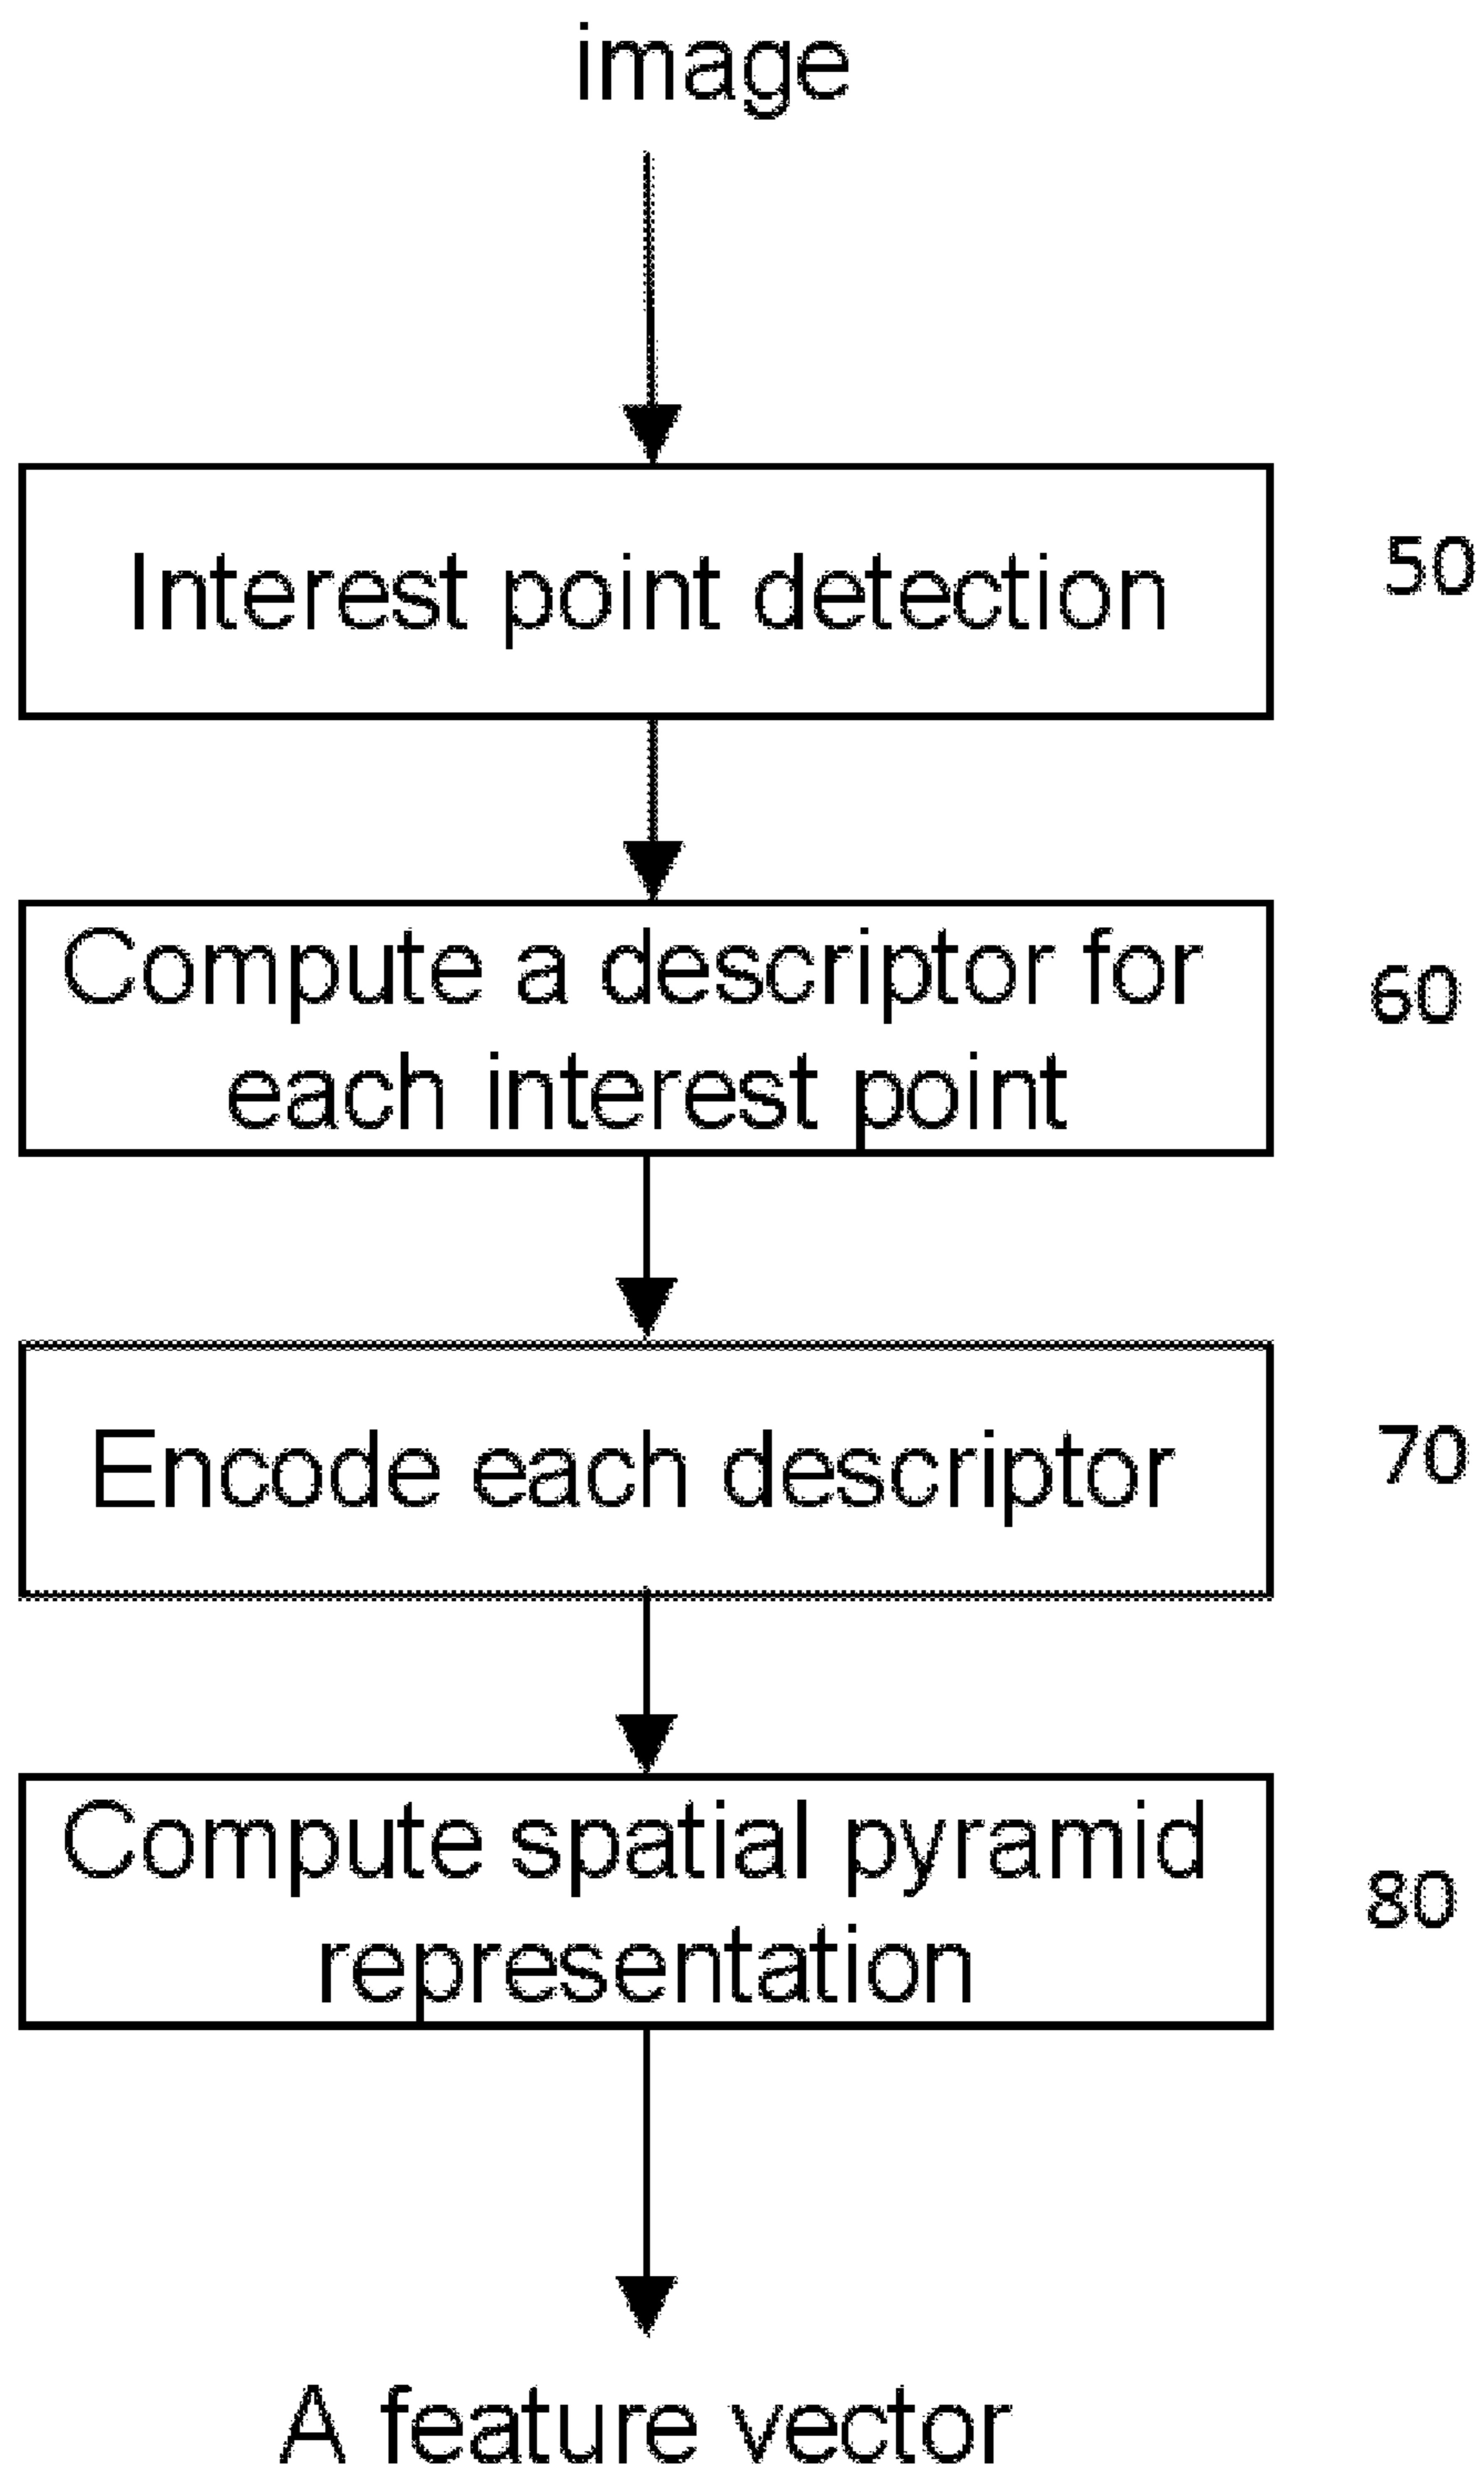 image
Interest point detection
50
Compute a descriptor for
each interest point
60
Encode each descriptor
70
Compute spatial pyramid
representation
80
A feature vector